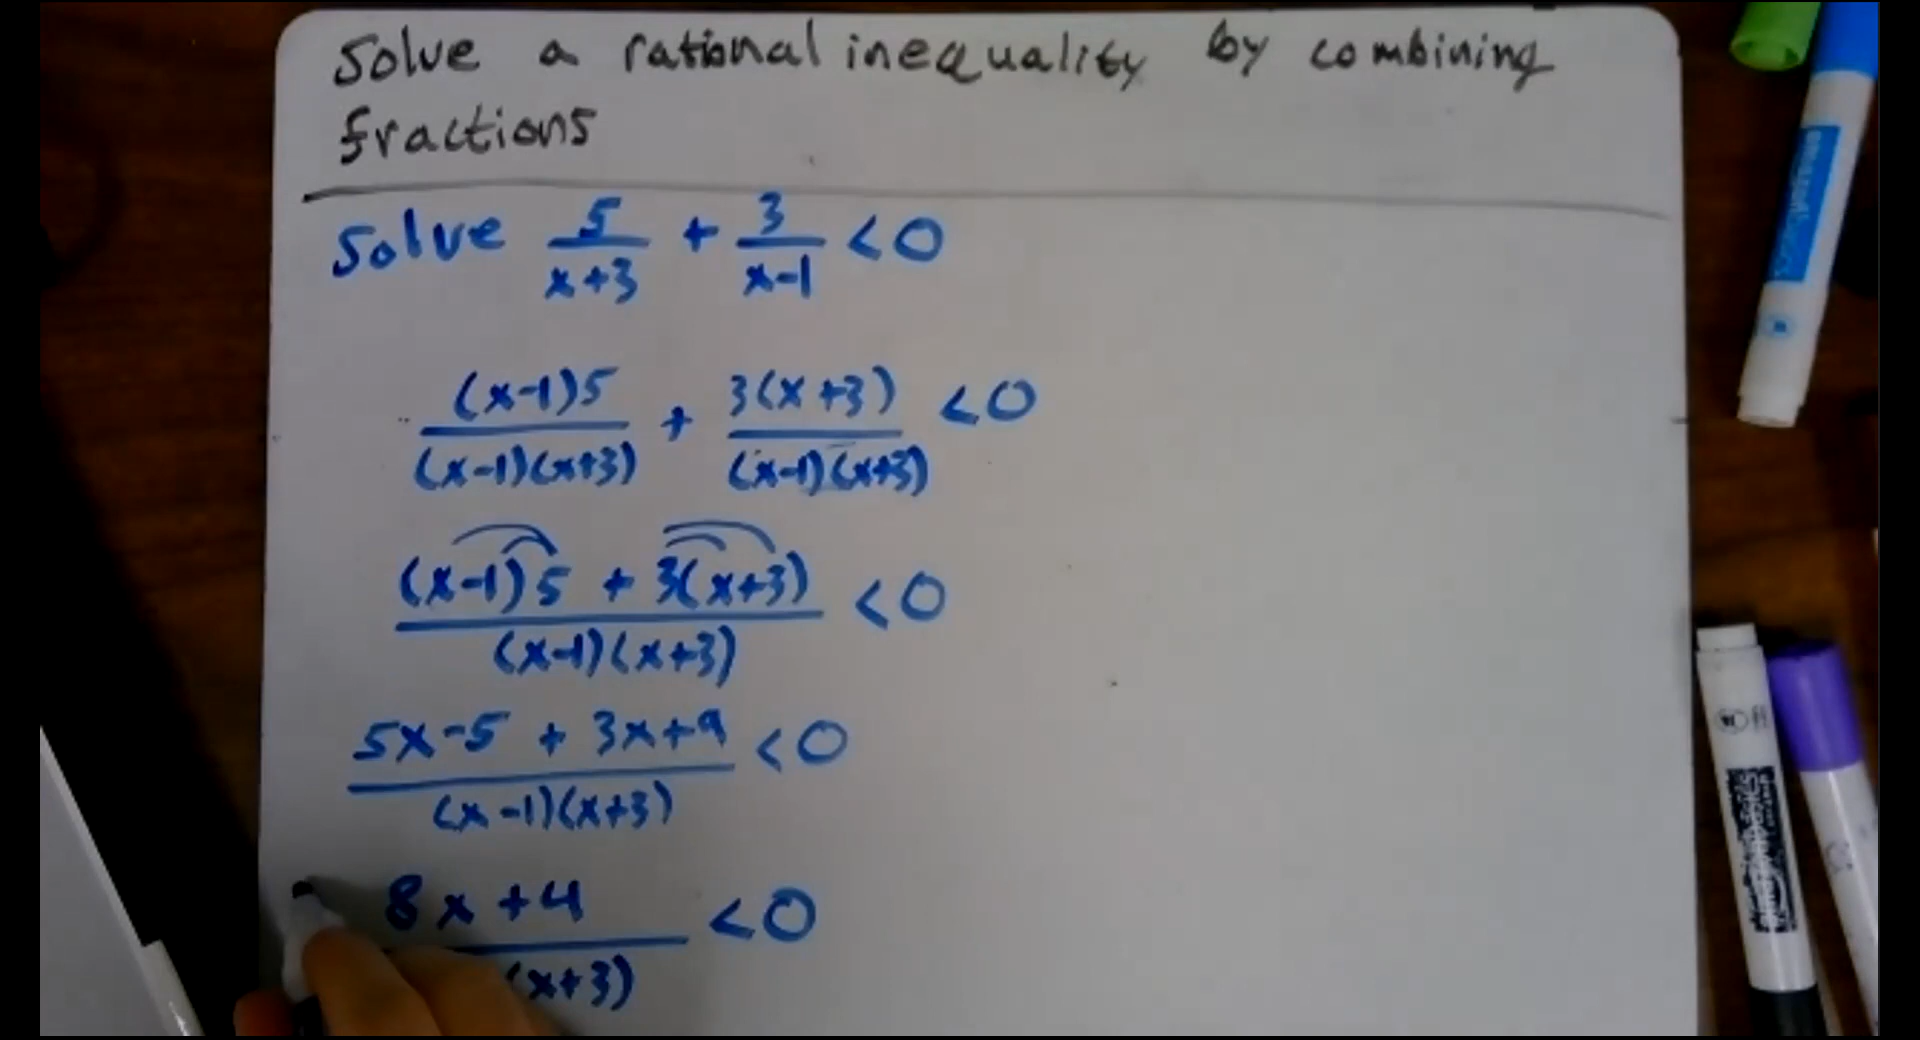 Solve a rational inequality by combining
fractions
Solve 5/(x+3) + 3/(x-1) < 0
(x-1)5/((x-1)(x+3)) + 3(x+3)/((x-1)(x+3)) < 0
((x-1)5 + 3(x+3))/((x-1)(x+3)) < 0
(5x-5 + 3x+9)/((x-1)(x+3)) < 0
8x+4 < 0
(x+3)